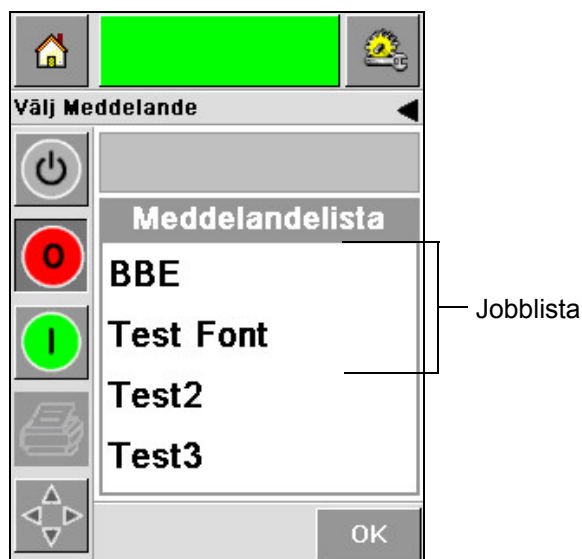 Välj Meddelande
Meddelandelista
BBE
Test Font
Test2
Test3
OK
Jobblista